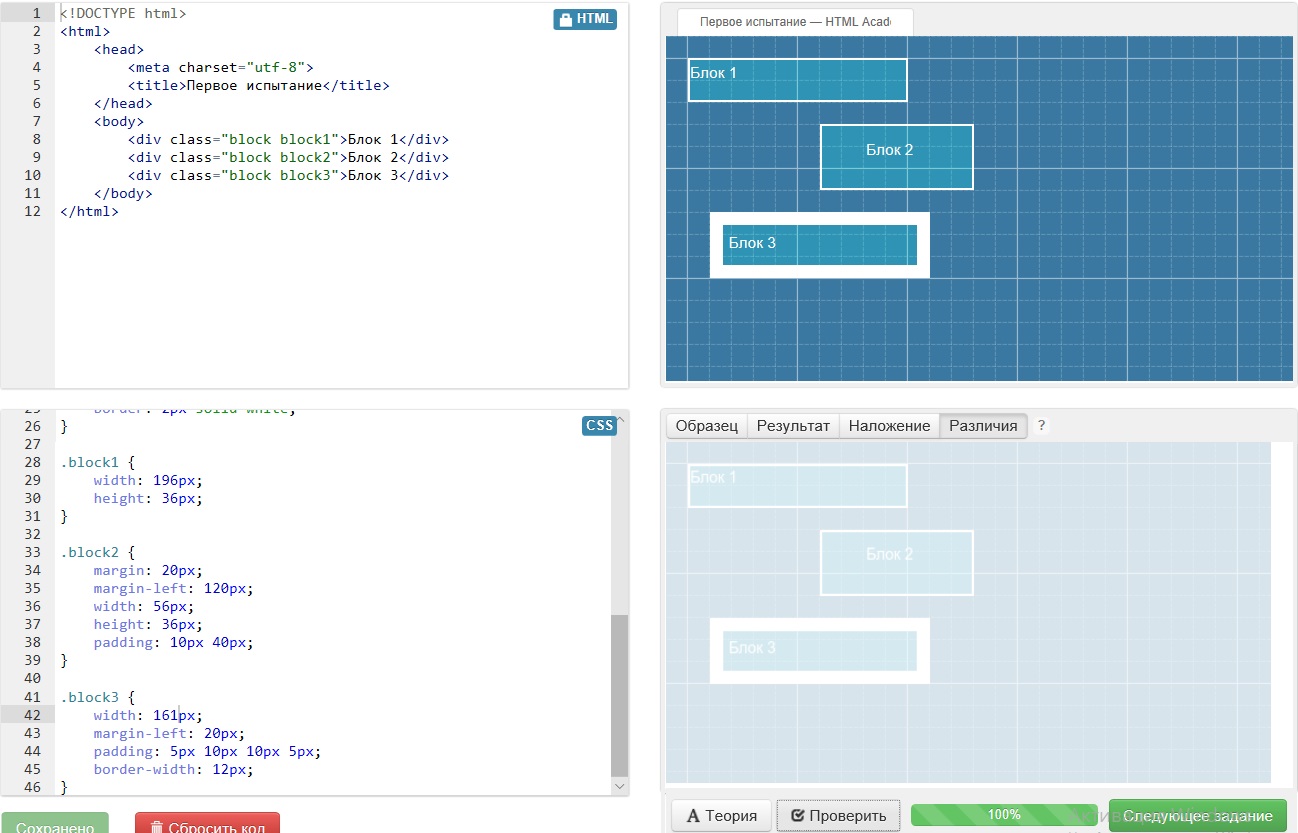 1 <!DOCTYPE html>
HTML
2 <html>
3 <head>
4 <meta charset="utf-8">
5 <title>Первое испытание</title>
6 </head>
7 <body>
8 <div class="block block1">Блок 1</div>
9 <div class="block block2">Блок 2</div>
10 <div class="block block3">Блок 3</div>
11 </body>
12 </html>
Первое испытание — HTML Acad
Блок 1
Блок 2
Блок 3
25 border: 2px solid white;
26 }
CSS
27
28 .block1 {
29 width: 196px;
30 height: 36px;
31 }
32
33 .block2 {
34 margin: 20px;
35 margin-left: 120px;
36 width: 56px;
37 height: 36px;
38 padding: 10px 40px;
39 }
40
41 .block3 {
42 width: 161px;
43 margin-left: 20px;
44 padding: 5px 10px 10px 5px;
45 border-width: 12px;
46 }
Образец Результат Наложение Различия ?
Блок 1
Блок 2
Блок 3
Сохранено Сбросить код
A Теория Проверить 100% Следующее задание